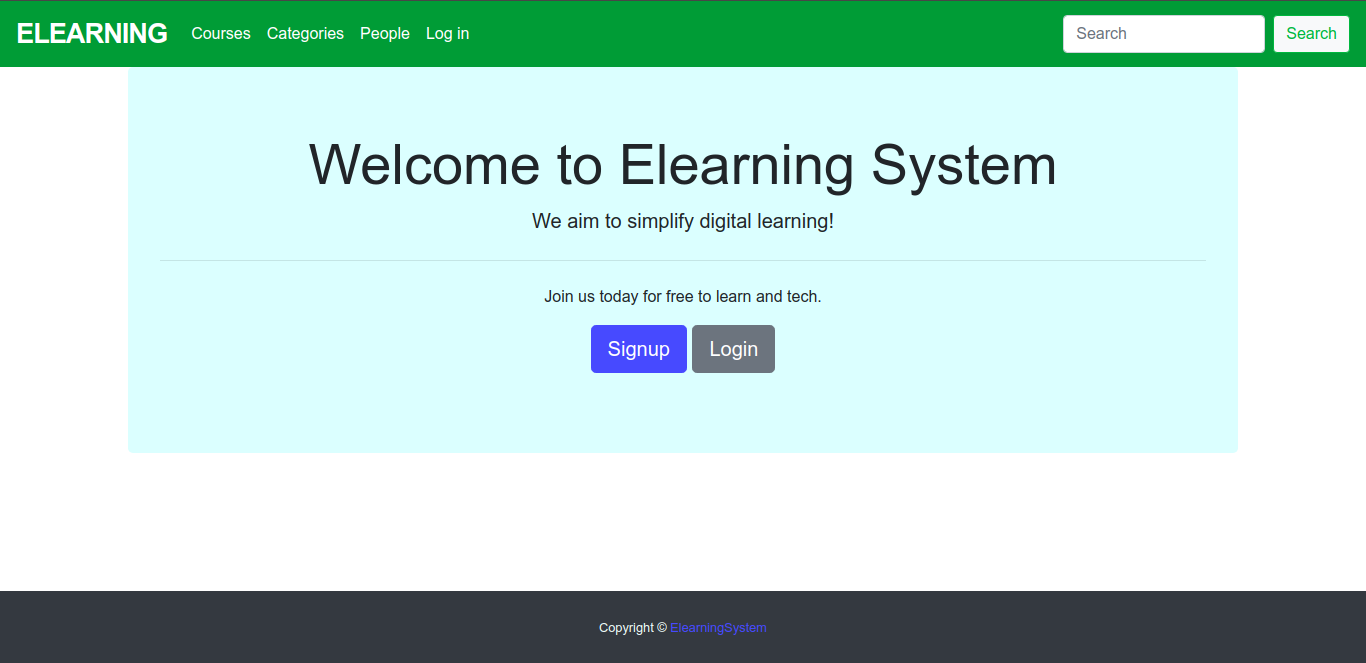 ELEARNING Courses Categories People Log in Search Search
Welcome to Elearning System
We aim to simplify digital learning!
Join us today for free to learn and tech.
Signup Login
Copyright © ElearningSystem